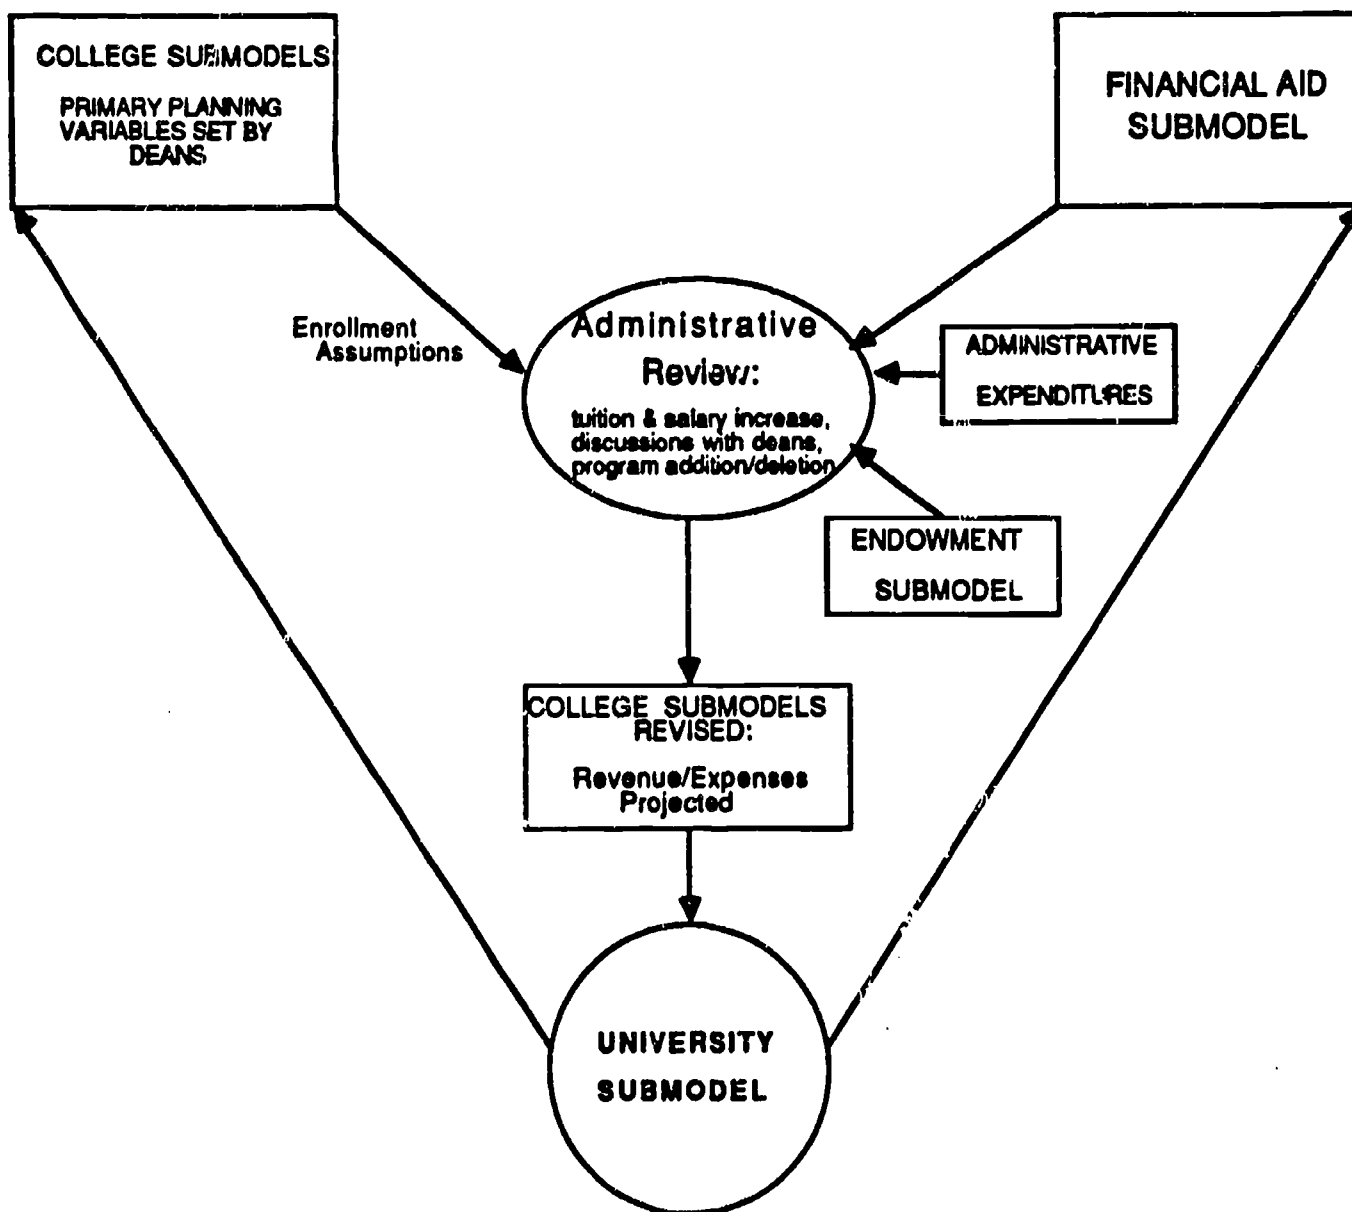 COLLEGE SUBMODELS
PRIMARY PLANNING
VARIABLES SET BY
DEANS
FINANCIAL AID
SUBMODEL
Enrollment
Assumptions
Administrative
Review:
tuition & salary increase,
discussions with deans,
program addition/deletion
ADMINISTRATIVE
EXPENDITURES
ENDOWMENT
SUBMODEL
COLLEGE SUBMODELS
REVISED:
Revenue/Expenses
Projected
UNIVERSITY
SUBMODEL